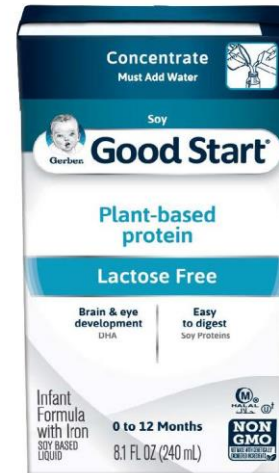 Concentrate
Must Add Water
Soy
Gerber Good Start®
Plant-based
protein
Lactose Free
Brain & eye
development
DHA
Easy
to digest
Soy Proteins
Infant
Formula
with Iron
SOY BASED
LIQUID
0 to 12 Months
8.1 FL OZ (240 mL)
M
HALAL
NON
GMO